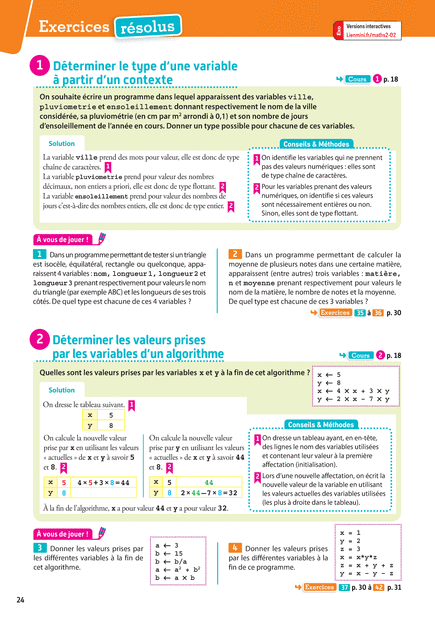 Exercices résolus
Exo
Versions interactives
Lienmini.fr/maths2-02
1 Déterminer le type d'une variable
à partir d'un contexte
Cours 1 p. 18
On souhaite écrire un programme dans lequel apparaissent des variables ville,
pluviometrie et ensoleillement donnant respectivement le nom de la ville
considérée, sa pluviométrie (en cm par m² arrondi à 0,1) et son nombre de jours
d'ensoleillement de l'année en cours. Donner un type possible pour chacune de ces variables.
Solution
La variable ville prend des mots pour valeur, elle est donc de type
chaîne de caractères. 1
La variable pluviometrie prend pour valeur des nombres
décimaux, non entiers a priori, elle est donc de type flottant. 2
La variable ensoleillement prend pour valeur des nombres de
jours c'est-à-dire des nombres entiers, elle est donc de type entier. 2
Conseils & Méthodes
1 On identifie les variables qui ne prennent
pas des valeurs numériques : elles sont
de type chaîne de caractères.
2 Pour les variables prenant des valeurs
numériques, on identifie si ces valeurs
sont nécessairement entières ou non.
Sinon, elles sont de type flottant.
À vous de jouer !
1 Dans un programme permettant de tester si un triangle
est isocèle, équilatéral, rectangle ou quelconque, appa-
raissent 4 variables : nom, longueur1, longueur2 et
longueur3 prenant respectivement pour valeurs le nom
du triangle (par exemple ABC) et les longueurs de ses trois
côtés. De quel type est chacune de ces 4 variables ?
2 Dans un programme permettant de calculer la
moyenne de plusieurs notes dans une certaine matière,
apparaissent (entre autres) trois variables : matière,
n et moyenne prenant respectivement pour valeurs le
nom de la matière, le nombre de notes et la moyenne.
De quel type est chacune de ces 3 variables ?
Exercices 35 à 36 p. 30
2 Déterminer les valeurs prises
par les variables d'un algorithme
Cours 2 p. 18
Quelles sont les valeurs prises par les variables x et y à la fin de cet algorithme ?
x ← 5
y ← 8
x ← 4 × x + 3 × y
y ← 2 × x – 7 × y
Solution
On dresse le tableau suivant. 1
x 5
y 8
On calcule la nouvelle valeur
prise par x en utilisant les valeurs
« actuelles » de x et y à savoir 5
et 8. 2
x 5 4×5+3×8=44
y 8
On calcule la nouvelle valeur
prise par y en utilisant les valeurs
« actuelles » de x et y à savoir 44
et 8. 2
x 5 44
y 8 2×44–7×8=32
À la fin de l'algorithme, x a pour valeur 44 et y a pour valeur 32.
Conseils & Méthodes
1 On dresse un tableau ayant, en en-tête,
des lignes le nom des variables utilisées
et contenant leur valeur à la première
affectation (initialisation).
2 Lors d'une nouvelle affectation, on écrit la
nouvelle valeur de la variable en utilisant
les valeurs actuelles des variables utilisées
(les plus à droite dans le tableau).
À vous de jouer !
3 Donner les valeurs prises par
les différentes variables à la fin de
cet algorithme.
a ← 3
b ← 15
b ← b/a
a ← a² + b²
b ← a × b
4 Donner les valeurs prises
par les différentes variables à la
fin de ce programme.
x = 1
y = 2
z = 3
x = x*y*z
z = x + y + z
y = x - y - z
Exercices 37 p. 30 à 42 p. 31
24